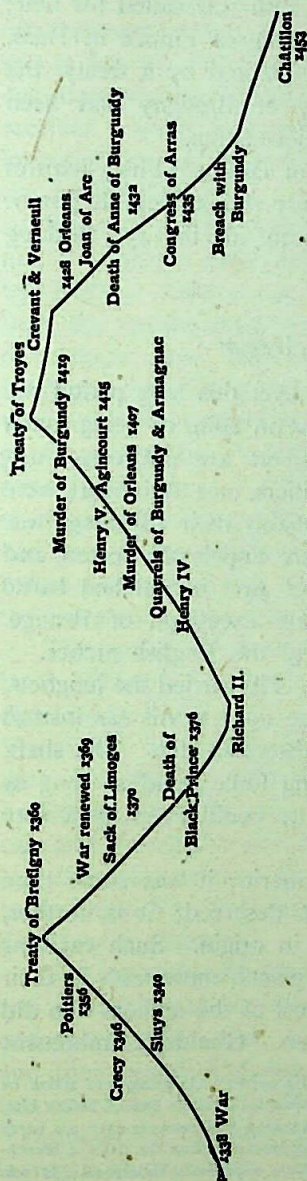 1338 War
Sluys 1340
Crecy 1346
Poitiers
1356
Treaty of Bretigny 1360
War renewed 1369
Sack of Limoges
1370
Death of
Black Prince 1376
Richard II.
Henry IV.
Quarrels of Burgundy & Armagnac
Murder of Orleans 1407
Henry V. Agincourt 1415
Murder of Burgundy 1419
Treaty of Troyes
Crevant & Verneuil
1428 Orleans
Joan of Arc
Death of Anne of Burgundy
1432
Congress of Arras
1435
Breach with
Burgundy
Châtillon
1453